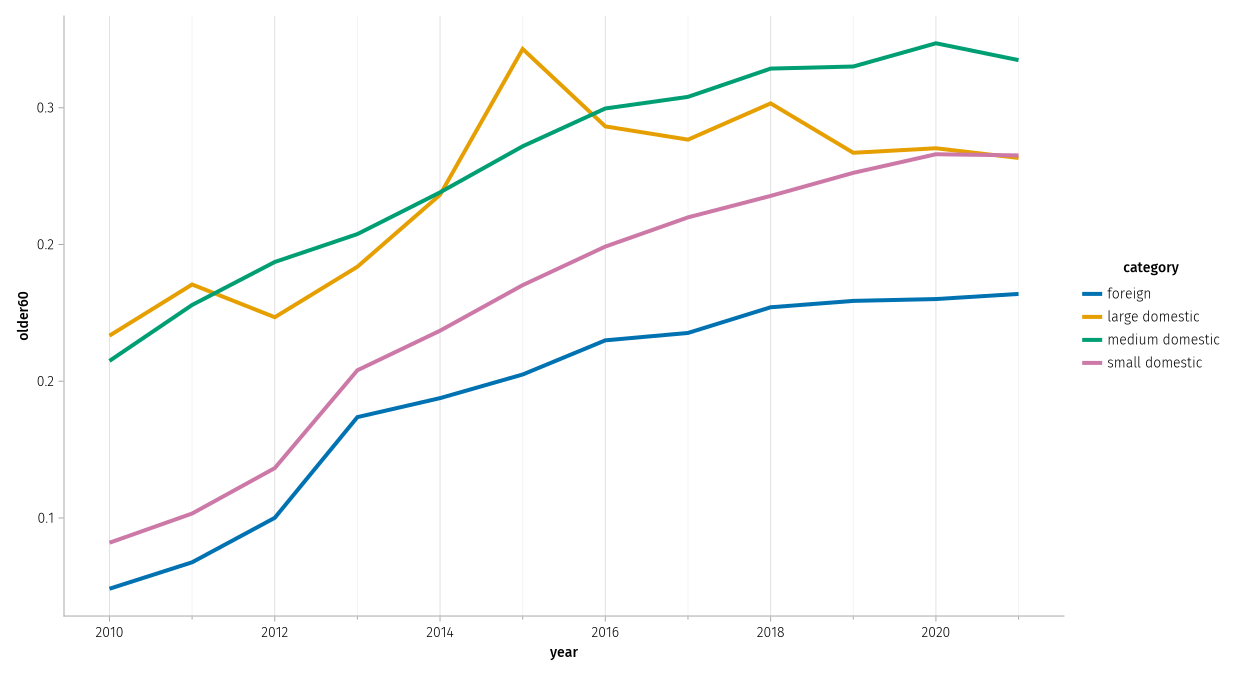 0.3
0.2
0.2
0.1
older60
2010 2012 2014 2016 2018 2020
year
category
foreign
large domestic
medium domestic
small domestic